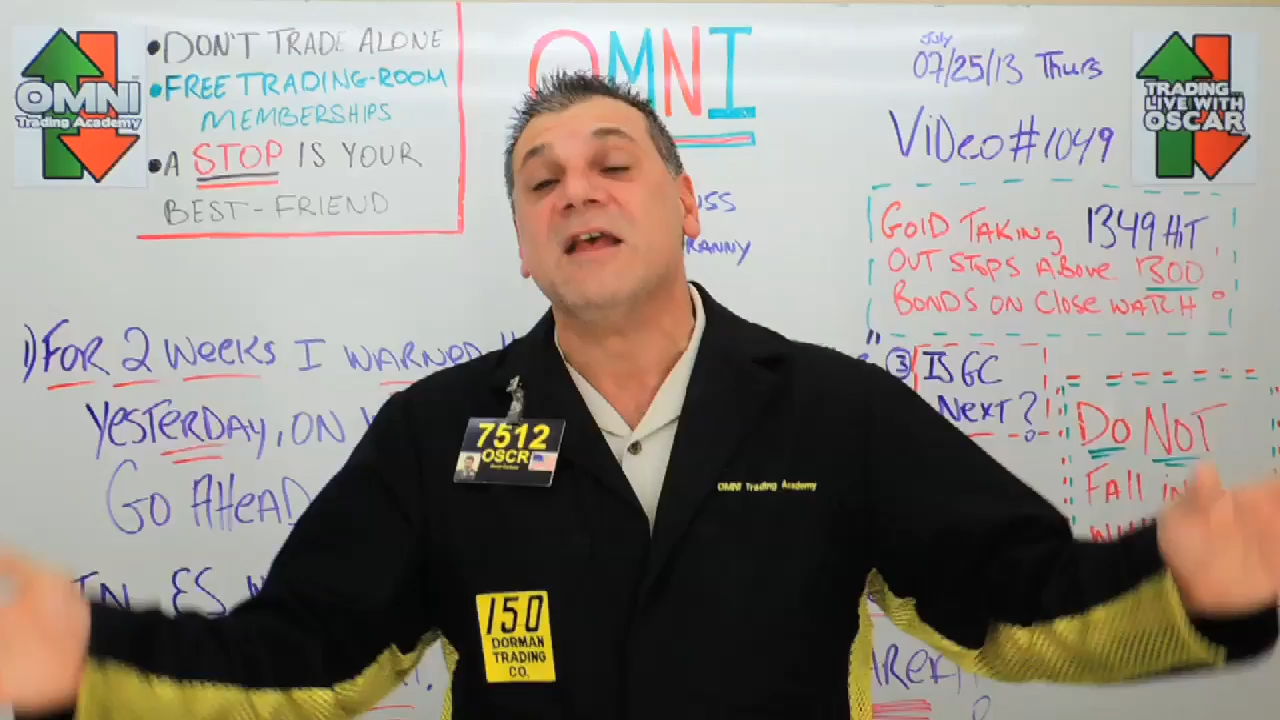 OMNI
Trading Academy
•DON'T TRADE ALONE
•FREE TRADING-ROOM
MEMBERSHIPS
•A STOP IS YOUR
BEST-FRIEND
OMNI
July
07/25/13 Thurs
VIDEO#1049
TRADING
LIVE WITH
OSCAR
GOLD TAKING 1349 HIT
OUT STOPS ABOVE 1300
BONDS ON CLOSE WATCH
1) FOR 2 WEEKS I WARNED
YESTERDAY, ON
GO AHEAD
IN ES
③ IS GC
NEXT?
DO NOT
FALL
7512
OSCR
OMNI Trading Academy
150
DORMAN
TRADING
CO.